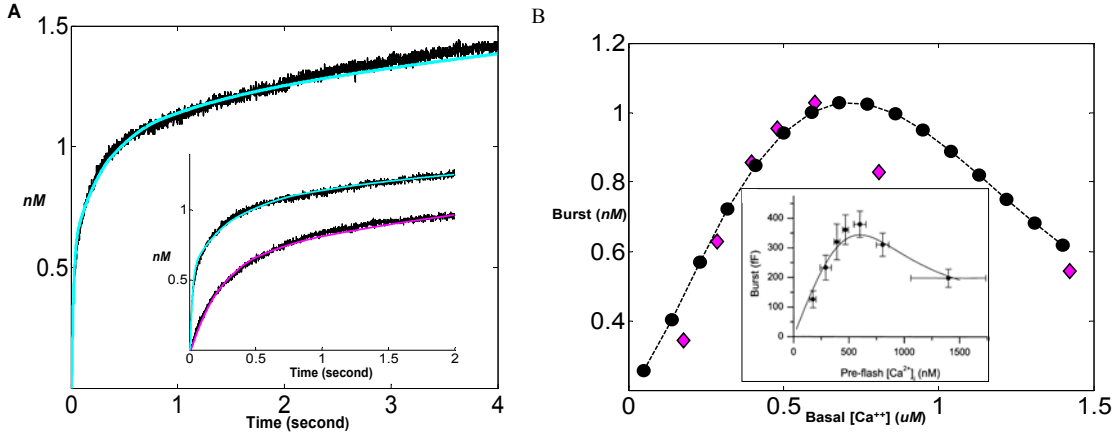 A
1.5
1
0.5
0
nM
0 1 2 3 4
Time (second)
1
0.5
nM
0 0.5 1 1.5 2
Time (second)
B
1.2
1
0.8
0.6
0.4
Burst (nM)
0 0.5 1 1.5
Basal [Ca++] (uM)
400
300
200
100
0
Burst (fF)
0 500 1000 1500
Pre-flash [Ca2+]i (nM)